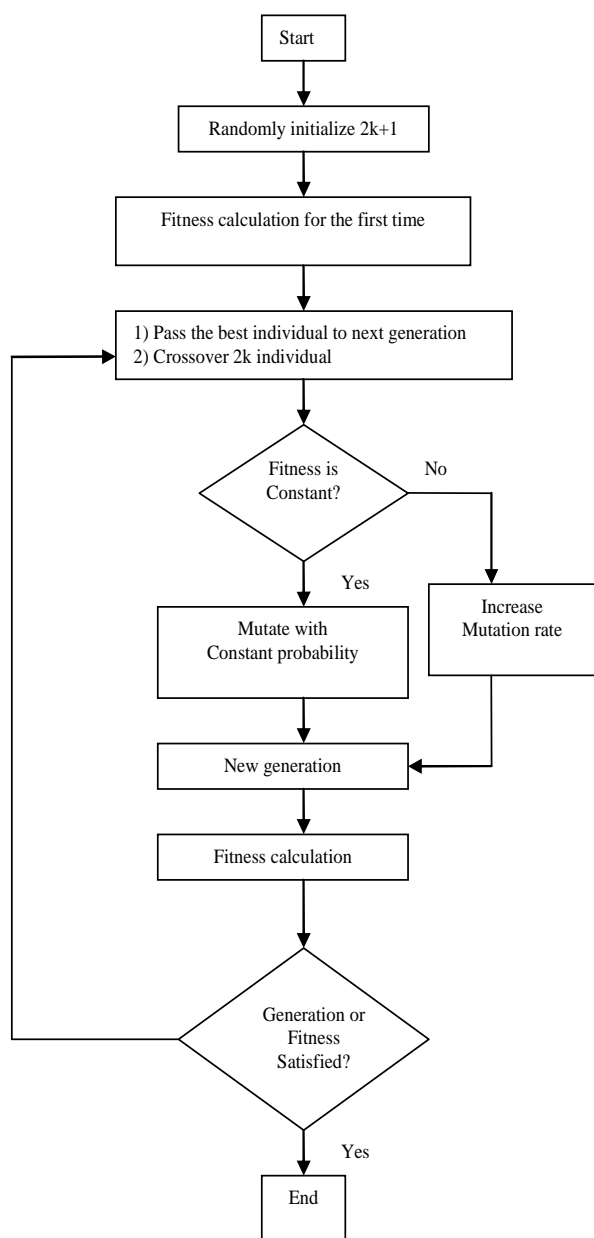 Start
Randomly initialize 2k+1
Fitness calculation for the first time
1) Pass the best individual to next generation
2) Crossover 2k individual
Fitness is
Constant?
No
Yes
Increase
Mutation rate
Mutate with
Constant probability
New generation
Fitness calculation
Generation or
Fitness
Satisfied?
Yes
End